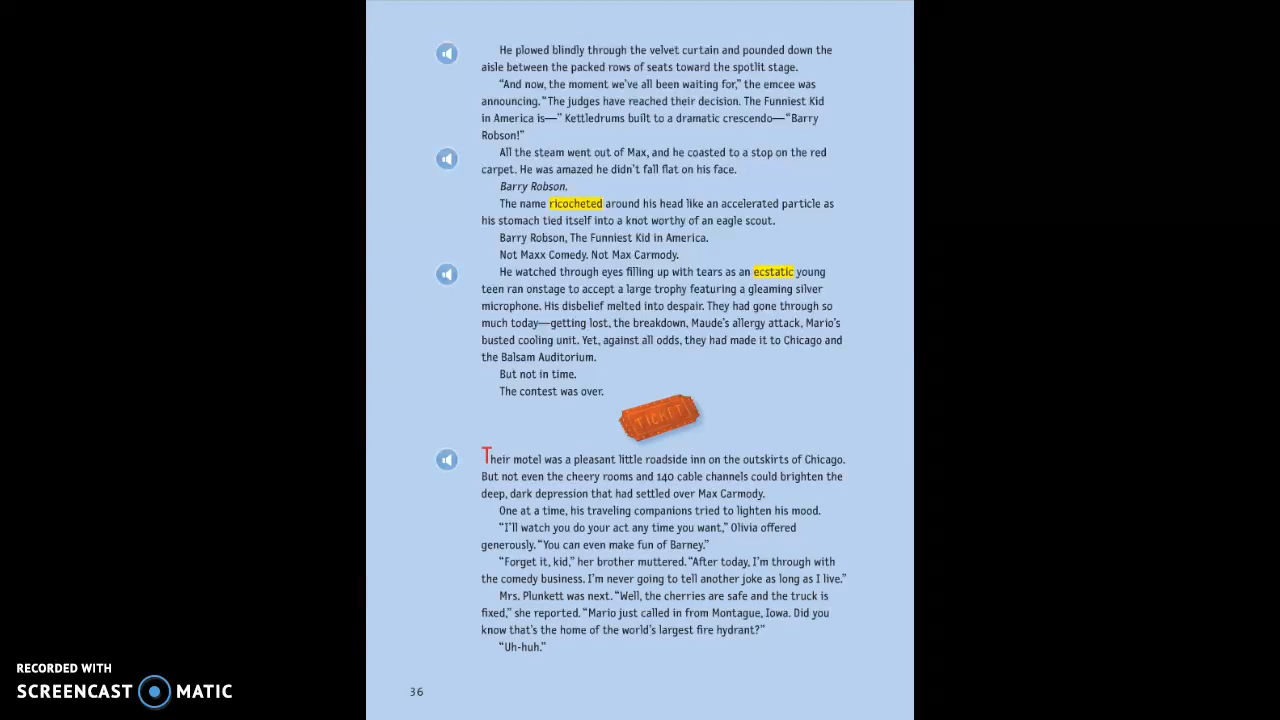 He plowed blindly through the velvet curtain and pounded down the
aisle between the packed rows of seats toward the spotlit stage.
“And now, the moment we’ve all been waiting for,” the emcee was
announcing. “The judges have reached their decision. The Funniest Kid
in America is—” Kettledrums built to a dramatic crescendo—“Barry
Robson!”
All the steam went out of Max, and he coasted to a stop on the red
carpet. He was amazed he didn’t fall flat on his face.
Barry Robson.
The name ricocheted around his head like an accelerated particle as
his stomach tied itself into a knot worthy of an eagle scout.
Barry Robson, The Funniest Kid in America.
Not Maxx Comedy. Not Max Carmody.
He watched through eyes filling up with tears as an ecstatic young
teen ran onstage to accept a large trophy featuring a gleaming silver
microphone. His disbelief melted into despair. They had gone through so
much today—getting lost, the breakdown, Maude’s allergy attack, Mario’s
busted cooling unit. Yet, against all odds, they had made it to Chicago and
the Balsam Auditorium.
But not in time.
The contest was over.
TICKET
Their motel was a pleasant little roadside inn on the outskirts of Chicago.
But not even the cheery rooms and 140 cable channels could brighten the
deep, dark depression that had settled over Max Carmody.
One at a time, his traveling companions tried to lighten his mood.
“I’ll watch you do your act any time you want,” Olivia offered
generously. “You can even make fun of Barney.”
“Forget it, kid,” her brother muttered. “After today, I’m through with
the comedy business. I’m never going to tell another joke as long as I live.”
Mrs. Plunkett was next. “Well, the cherries are safe and the truck is
fixed,” she reported. “Mario just called in from Montague, Iowa. Did you
know that’s the home of the world’s largest fire hydrant?”
“Uh-huh.”
36
RECORDED WITH
SCREENCAST MATIC